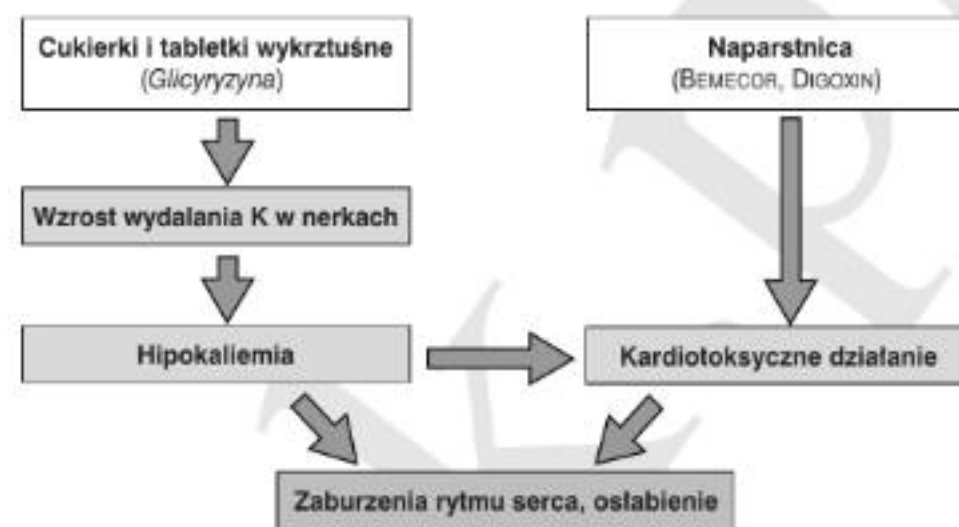 Cukierki i tabletki wykrztuśne
(Glicyryzyna)
Naparstnica
(BEMECOR, DIGOXIN)
Wzrost wydalania K w nerkach
Hipokaliemia
Kardiotoksyczne działanie
Zaburzenia rytmu serca, osłabienie